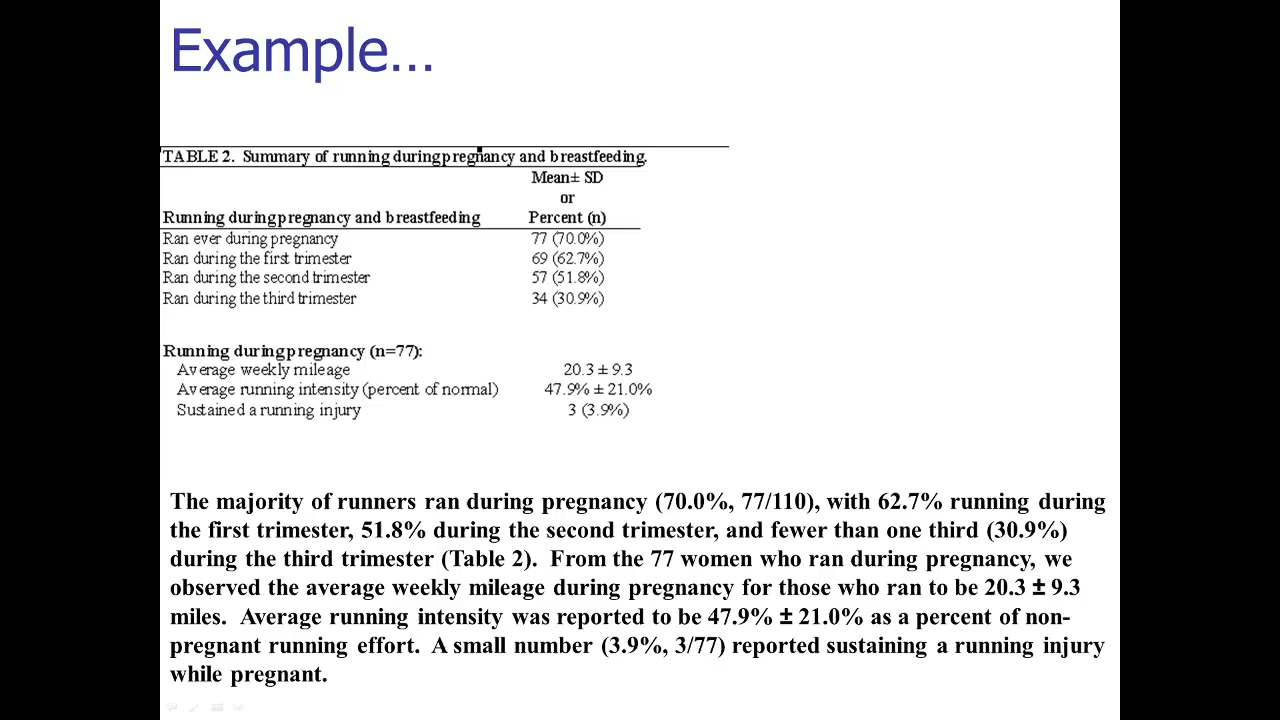 Example...
TABLE 2. Summary of running during pregnancy and breastfeeding.
Mean± SD
or
Running during pregnancy and breastfeeding Percent (n)
Ran ever during pregnancy 77 (70.0%)
Ran during the first trimester 69 (62.7%)
Ran during the second trimester 57 (51.8%)
Ran during the third trimester 34 (30.9%)
Running during pregnancy (n=77):
Average weekly mileage 20.3 ± 9.3
Average running intensity (percent of normal) 47.9% ± 21.0%
Sustained a running injury 3 (3.9%)
The majority of runners ran during pregnancy (70.0%, 77/110), with 62.7% running during
the first trimester, 51.8% during the second trimester, and fewer than one third (30.9%)
during the third trimester (Table 2). From the 77 women who ran during pregnancy, we
observed the average weekly mileage during pregnancy for those who ran to be 20.3 ± 9.3
miles. Average running intensity was reported to be 47.9% ± 21.0% as a percent of non-
pregnant running effort. A small number (3.9%, 3/77) reported sustaining a running injury
while pregnant.